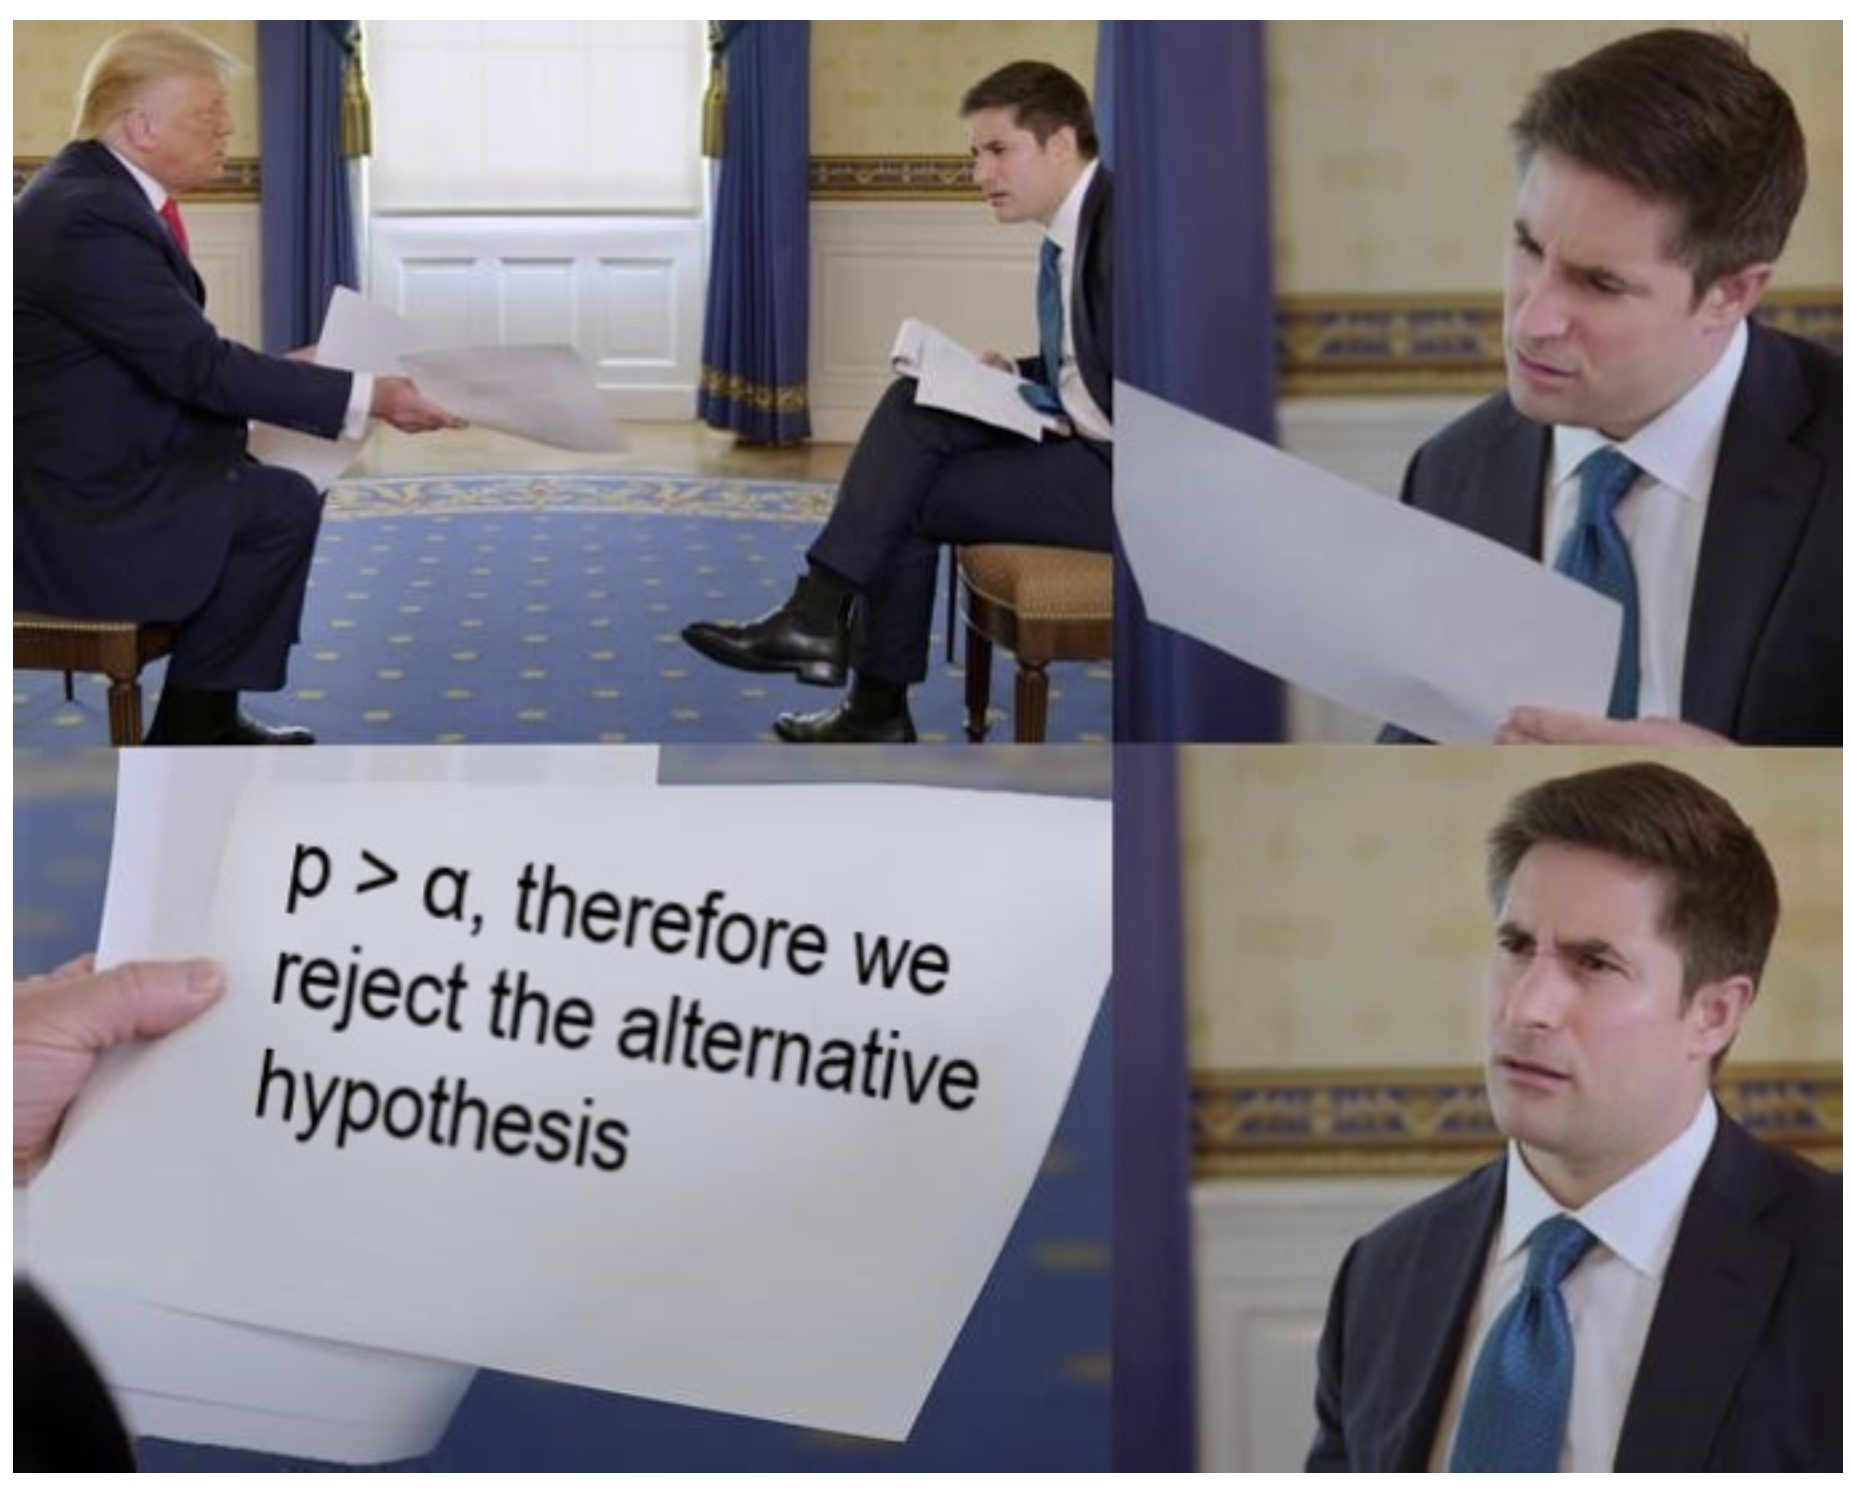 p > α, therefore we
reject the alternative
hypothesis